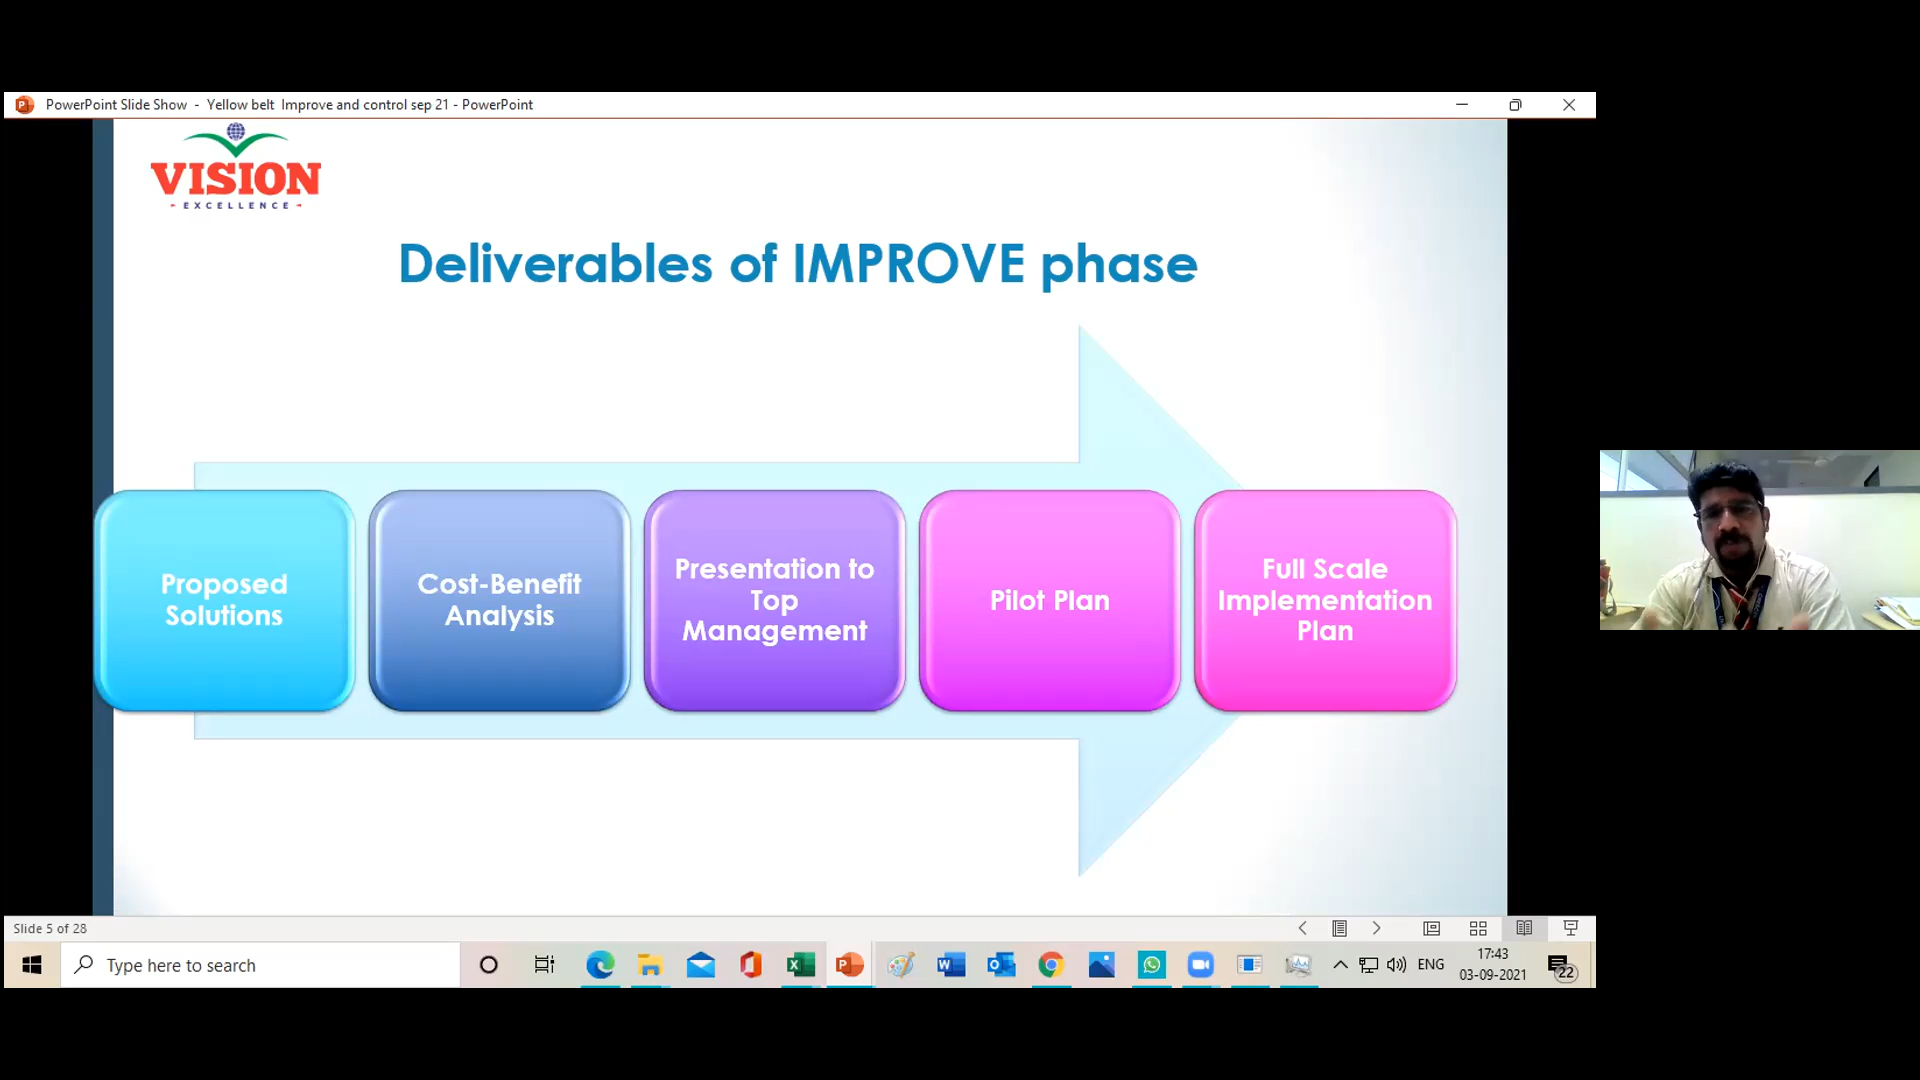 PowerPoint Slide Show - Yellow belt Improve and control sep 21 - PowerPoint
VISION
- EXCELLENCE -
Deliverables of IMPROVE phase
Proposed
Solutions
Cost-Benefit
Analysis
Presentation to
Top
Management
Pilot Plan
Full Scale
Implementation
Plan
Slide 5 of 28
Type here to search
ENG
17:43
03-09-2021
22